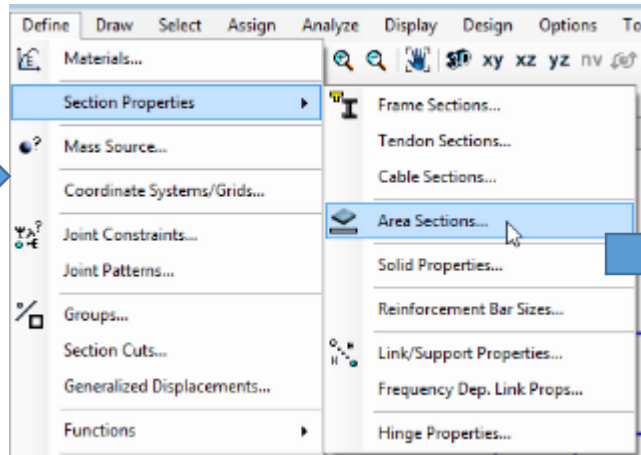 Define Draw Select Assign Analyze Display Design Options To
xy xz yz nv
Materials...
Section Properties
Mass Source...
Coordinate Systems/Grids...
Joint Constraints...
Joint Patterns...
Groups...
Section Cuts...
Generalized Displacements...
Functions
Frame Sections...
Tendon Sections...
Cable Sections...
Area Sections...
Solid Properties...
Reinforcement Bar Sizes...
Link/Support Properties...
Frequency Dep. Link Props...
Hinge Properties...